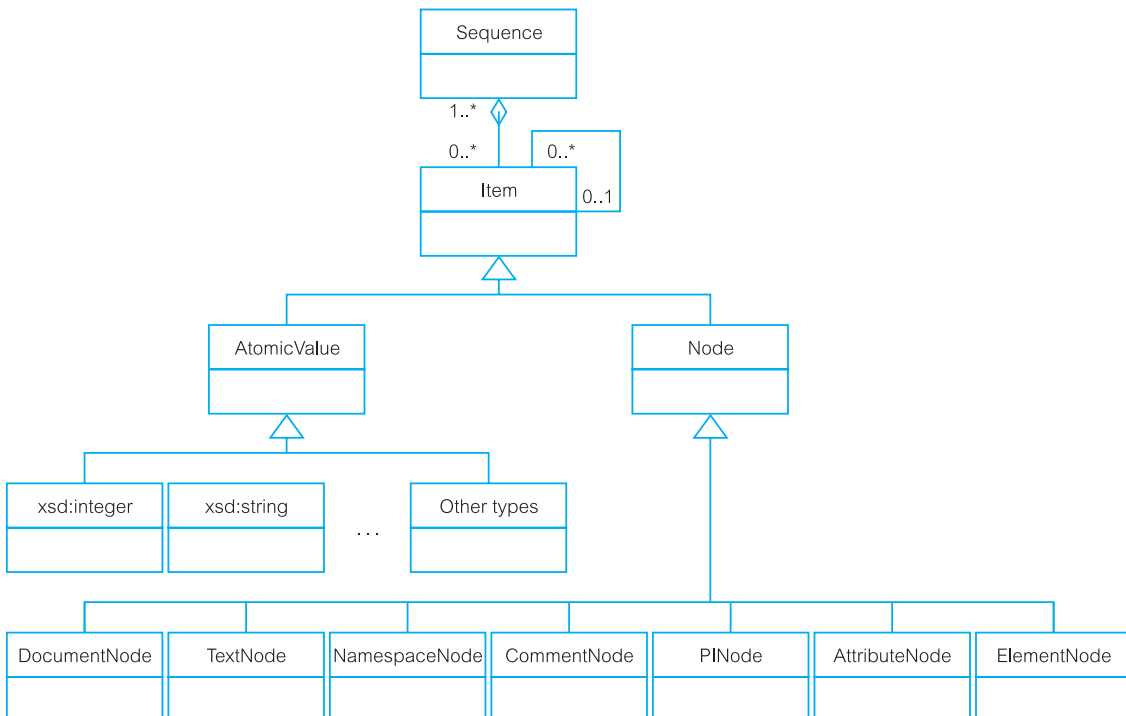 Sequence
1..*
0..*
0..*
Item
0..1
AtomicValue
Node
xsd:integer
xsd:string
...
Other types
DocumentNode
TextNode
NamespaceNode
CommentNode
PINode
AttributeNode
ElementNode